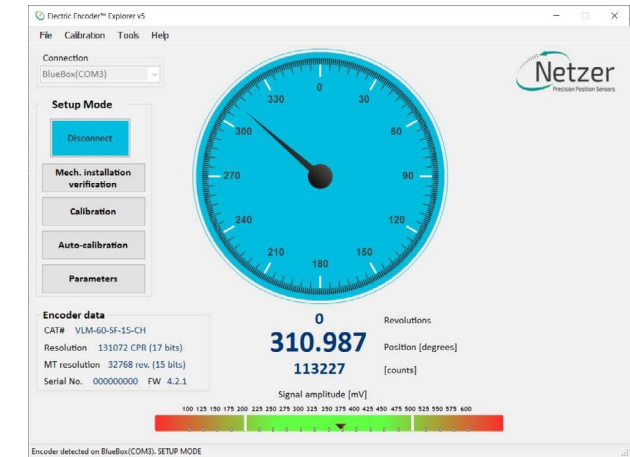 Electric Encoder™ Explorer v5
File Calibration Tools Help
Connection
BlueBox(COM3)
Netzer
Precision Position Sensors
Setup Mode
Disconnect
Mech. installation
verification
Calibration
Auto-calibration
Parameters
0
30
60
90
120
150
180
210
240
270
300
330
Encoder data
CAT# VLM-60-SF-15-CH
Resolution 131072 CPR (17 bits)
MT resolution 32768 rev. (15 bits)
Serial No. 000000000 FW 4.2.1
0 Revolutions
310.987 Position [degrees]
113227 [counts]
Signal amplitude [mV]
100 125 150 175 200 225 250 275 300 325 350 375 400 425 450 475 500 525 550 575 600
Encoder detected on BlueBox(COM3). SETUP MODE